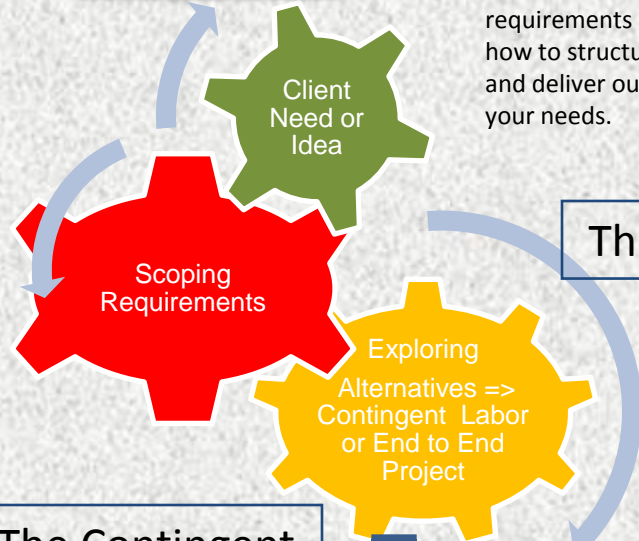 requirements
how to structu
and deliver ou
your needs.
Client
Need or
Idea
Th
Scoping
Requirements
Exploring
Alternatives =>
Contingent Labor
or End to End
Project
The Contingent